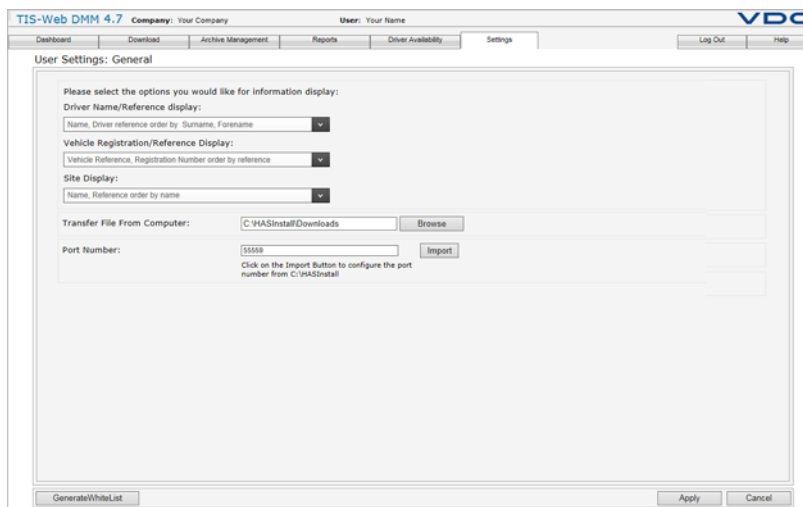 TIS-Web DMM 4.7 Company: Your Company User: Your Name VDO
Dashboard Download Archive Management Reports Driver Availability Settings Log Out Help
User Settings: General
Please select the options you would like for information display:
Driver Name/Reference display:
Name, Driver reference order by Surname, Forename
Vehicle Registration/Reference Display:
Vehicle Reference, Registration Number order by reference
Site Display:
Name, Reference order by name
Transfer File From Computer: C:\HASInstall\Downloads Browse
Port Number: 55559 Import
Click on the Import Button to configure the port
number from C:\HASInstall
GenerateWhiteList Apply Cancel